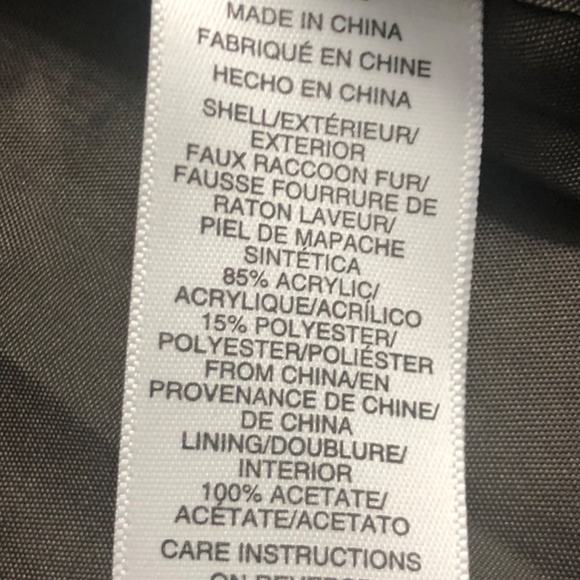 MADE IN CHINA
FABRIQUÉ EN CHINE
HECHO EN CHINA
SHELL/EXTÉRIEUR/
EXTERIOR
FAUX RACCOON FUR/
FAUSSE FOURRURE DE
RATON LAVEUR/
PIEL DE MAPACHE
SINTÉTICA
85% ACRYLIC/
ACRYLIQUE/ACRÍLICO
15% POLYESTER/
POLYESTER/POLIÉSTER
FROM CHINA/EN
PROVENANCE DE CHINE/
DE CHINA
LINING/DOUBLURE/
INTERIOR
100% ACETATE/
ACÉTATE/ACETATO
CARE INSTRUCTIONS